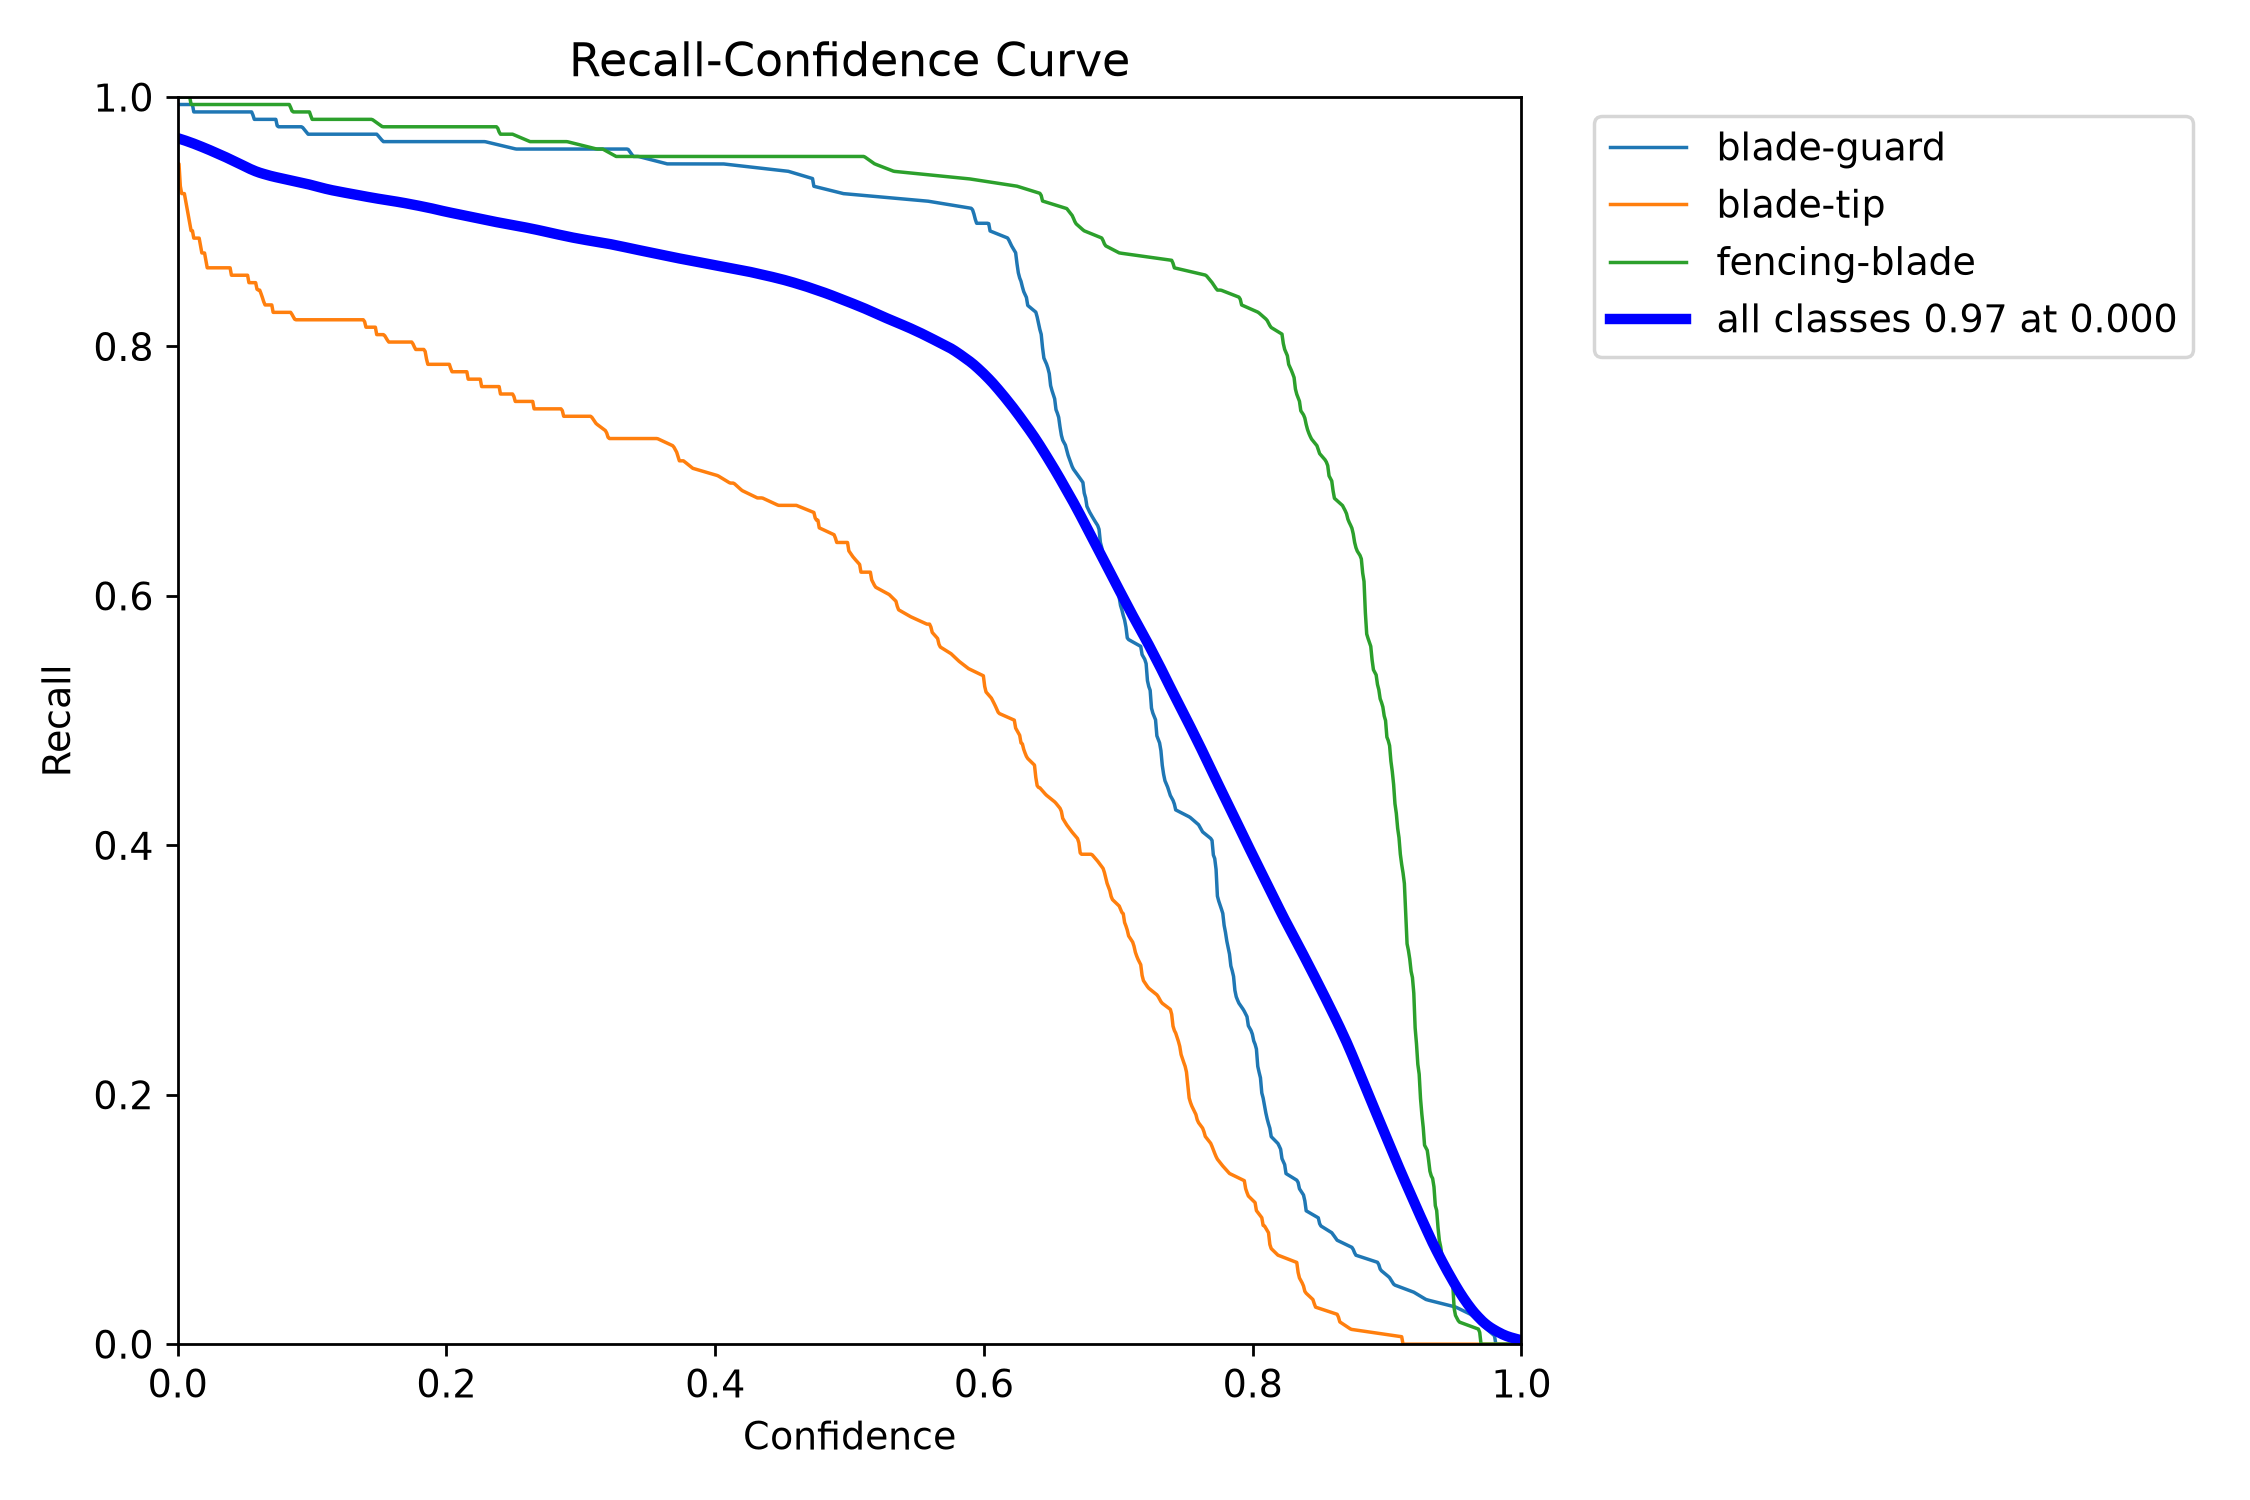 Recall-Confidence Curve
1.0
0.8
0.6
0.4
0.2
0.0
Recall
0.0 0.2 0.4 0.6 0.8 1.0
Confidence
blade-guard
blade-tip
fencing-blade
all classes 0.97 at 0.000